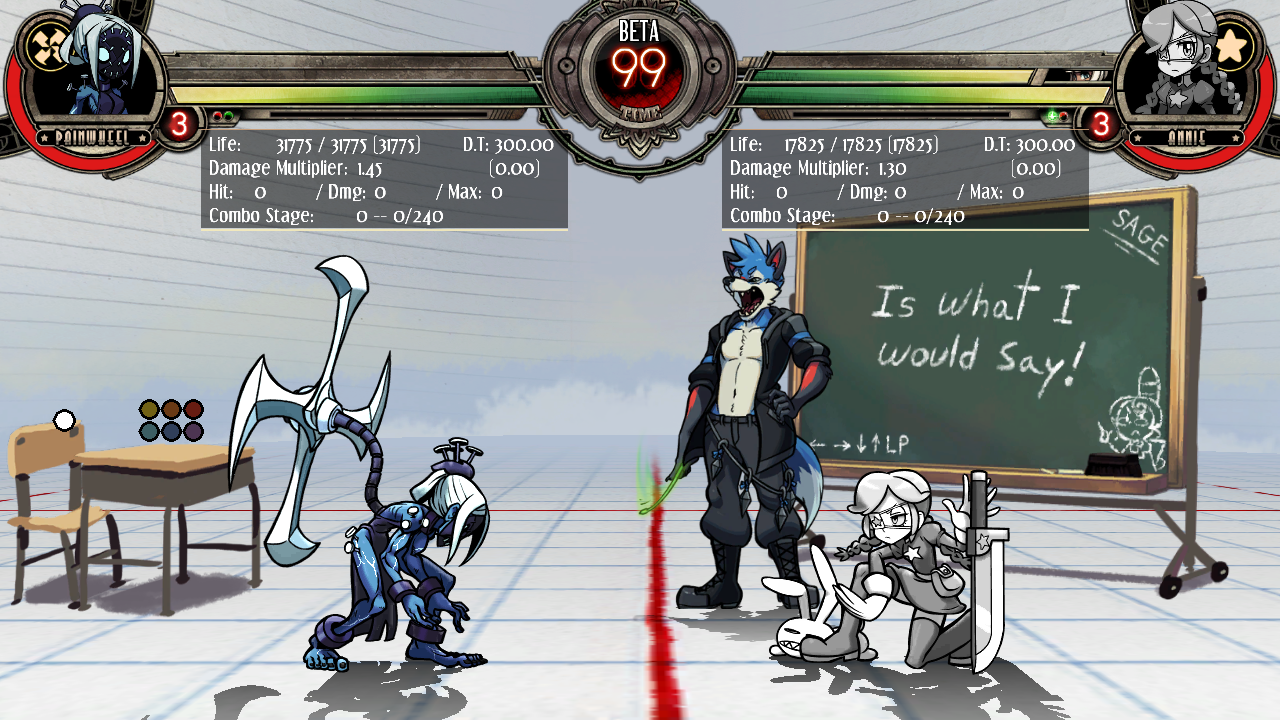 BETA
99
TIME
PAINWHEEL
3
3
ANNIE
Life: 31775 / 31775 (31775) D.T: 300.00
Damage Multiplier: 1.45 (0.00)
Hit: 0 / Dmg: 0 / Max: 0
Combo Stage: 0 -- 0/240
Life: 17825 / 17825 (17825) D.T: 300.00
Damage Multiplier: 1.30 (0.00)
Hit: 0 / Dmg: 0 / Max: 0
Combo Stage: 0 -- 0/240
SAGE
Is what I
would say!
← → ↓ ↑ LP